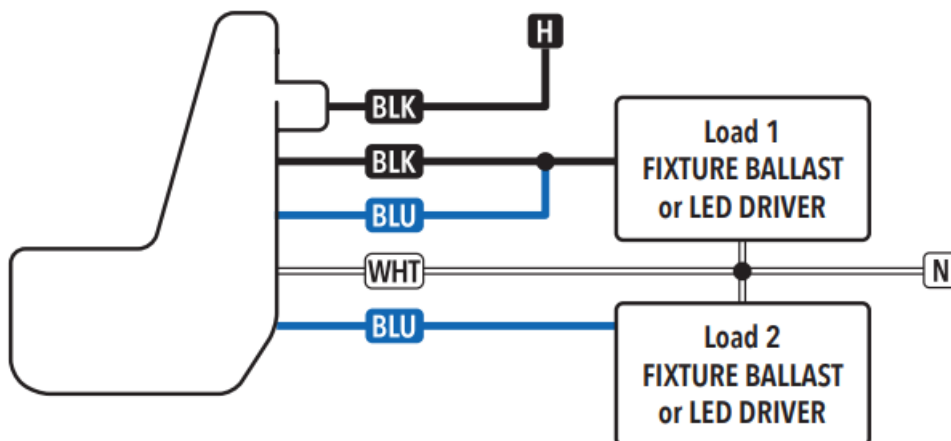 H
BLK
BLK
BLU
WHT
BLU
Load 1
FIXTURE BALLAST
or LED DRIVER
N
Load 2
FIXTURE BALLAST
or LED DRIVER